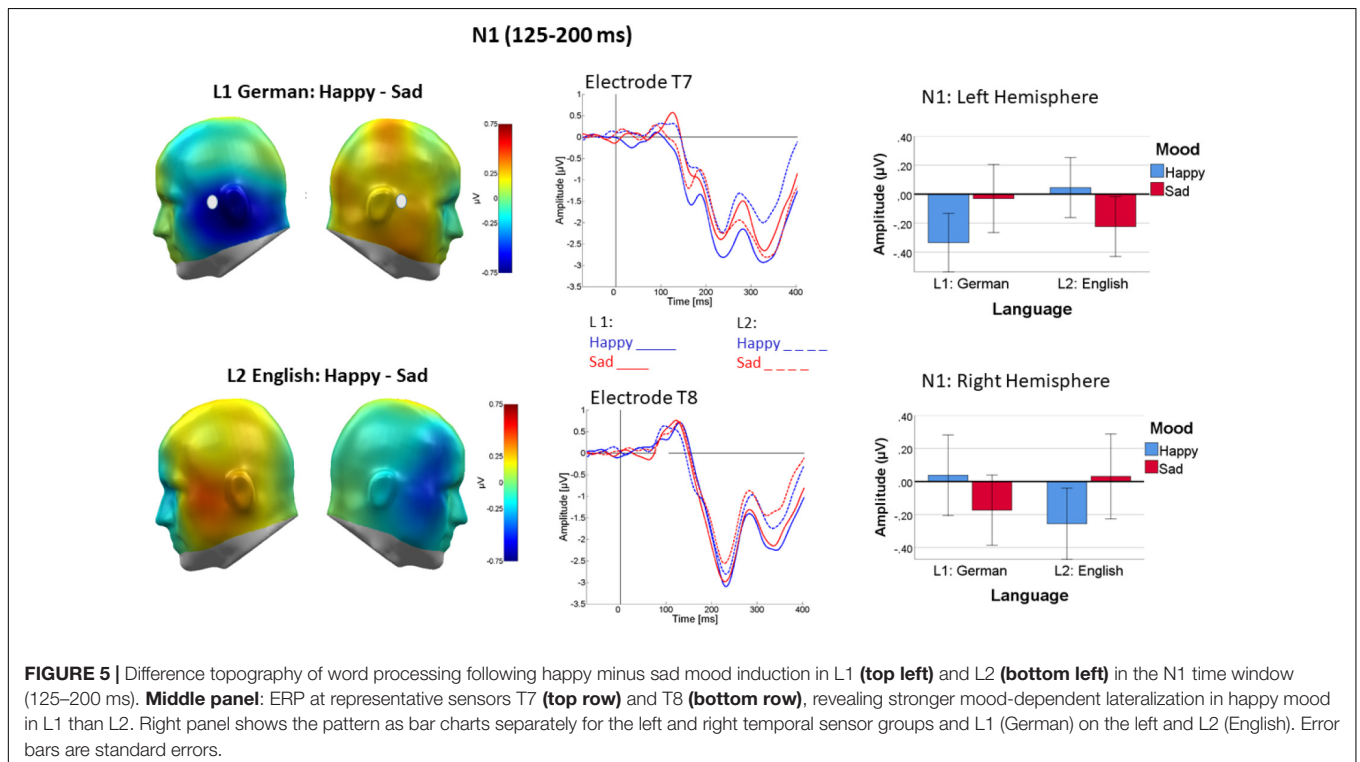 N1 (125-200 ms)
L1 German: Happy - Sad
0.75
0.50
0.25
0
-0.25
-0.50
-0.75
µV
:
Electrode T7
1
0.5
0
-0.5
-1
-1.5
-2
-2.5
-3
-3.5
Amplitude [µV]
0 100 200 300 400
Time [ms]
N1: Left Hemisphere
.40
.20
.00
-.20
-.40
Amplitude (µV)
L1: German L2: English
Language
Mood
Happy
Sad
L 1: L2:
Happy _____ Happy _ _ _ _
Sad ____ Sad _ _ _ _
L2 English: Happy - Sad
0.75
0.50
0.25
0
-0.25
-0.50
-0.75
µV
Electrode T8
1
0.5
0
-0.5
-1
-1.5
-2
-2.5
-3
-3.5
Amplitude [µV]
0 100 200 300 400
Time [ms]
N1: Right Hemisphere
.40
.20
.00
-.20
-.40
Amplitude (µV)
L1: German L2: English
Language
Mood
Happy
Sad
FIGURE 5 | Difference topography of word processing following happy minus sad mood induction in L1 (top left) and L2 (bottom left) in the N1 time window
(125–200 ms). Middle panel: ERP at representative sensors T7 (top row) and T8 (bottom row), revealing stronger mood-dependent lateralization in happy mood
in L1 than L2. Right panel shows the pattern as bar charts separately for the left and right temporal sensor groups and L1 (German) on the left and L2 (English). Error
bars are standard errors.